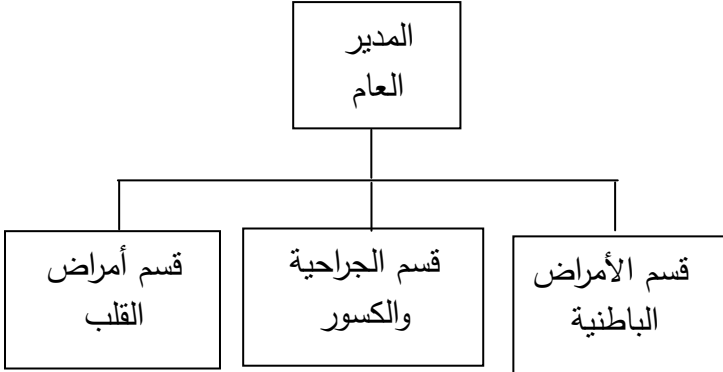 المدير
العام
قسم الأمراض
الباطنية
قسم الجراحية
والكسور
قسم أمراض
القلب